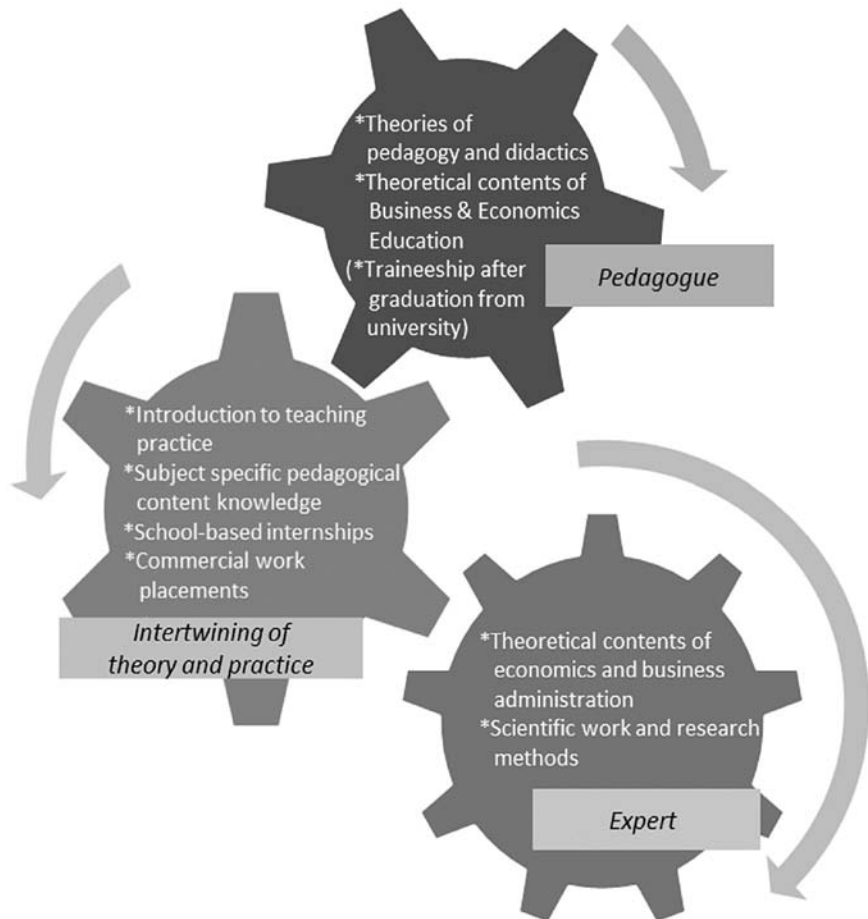 *Theories of
pedagogy and didactics
*Theoretical contents of
Business & Economics
Education
(*Traineeship after
graduation from
university)
Pedagogue
*Introduction to teaching
practice
*Subject specific pedagogical
content knowledge
*School-based internships
*Commercial work
placements
Intertwining of
theory and practice
*Theoretical contents of
economics and business
administration
*Scientific work and research
methods
Expert